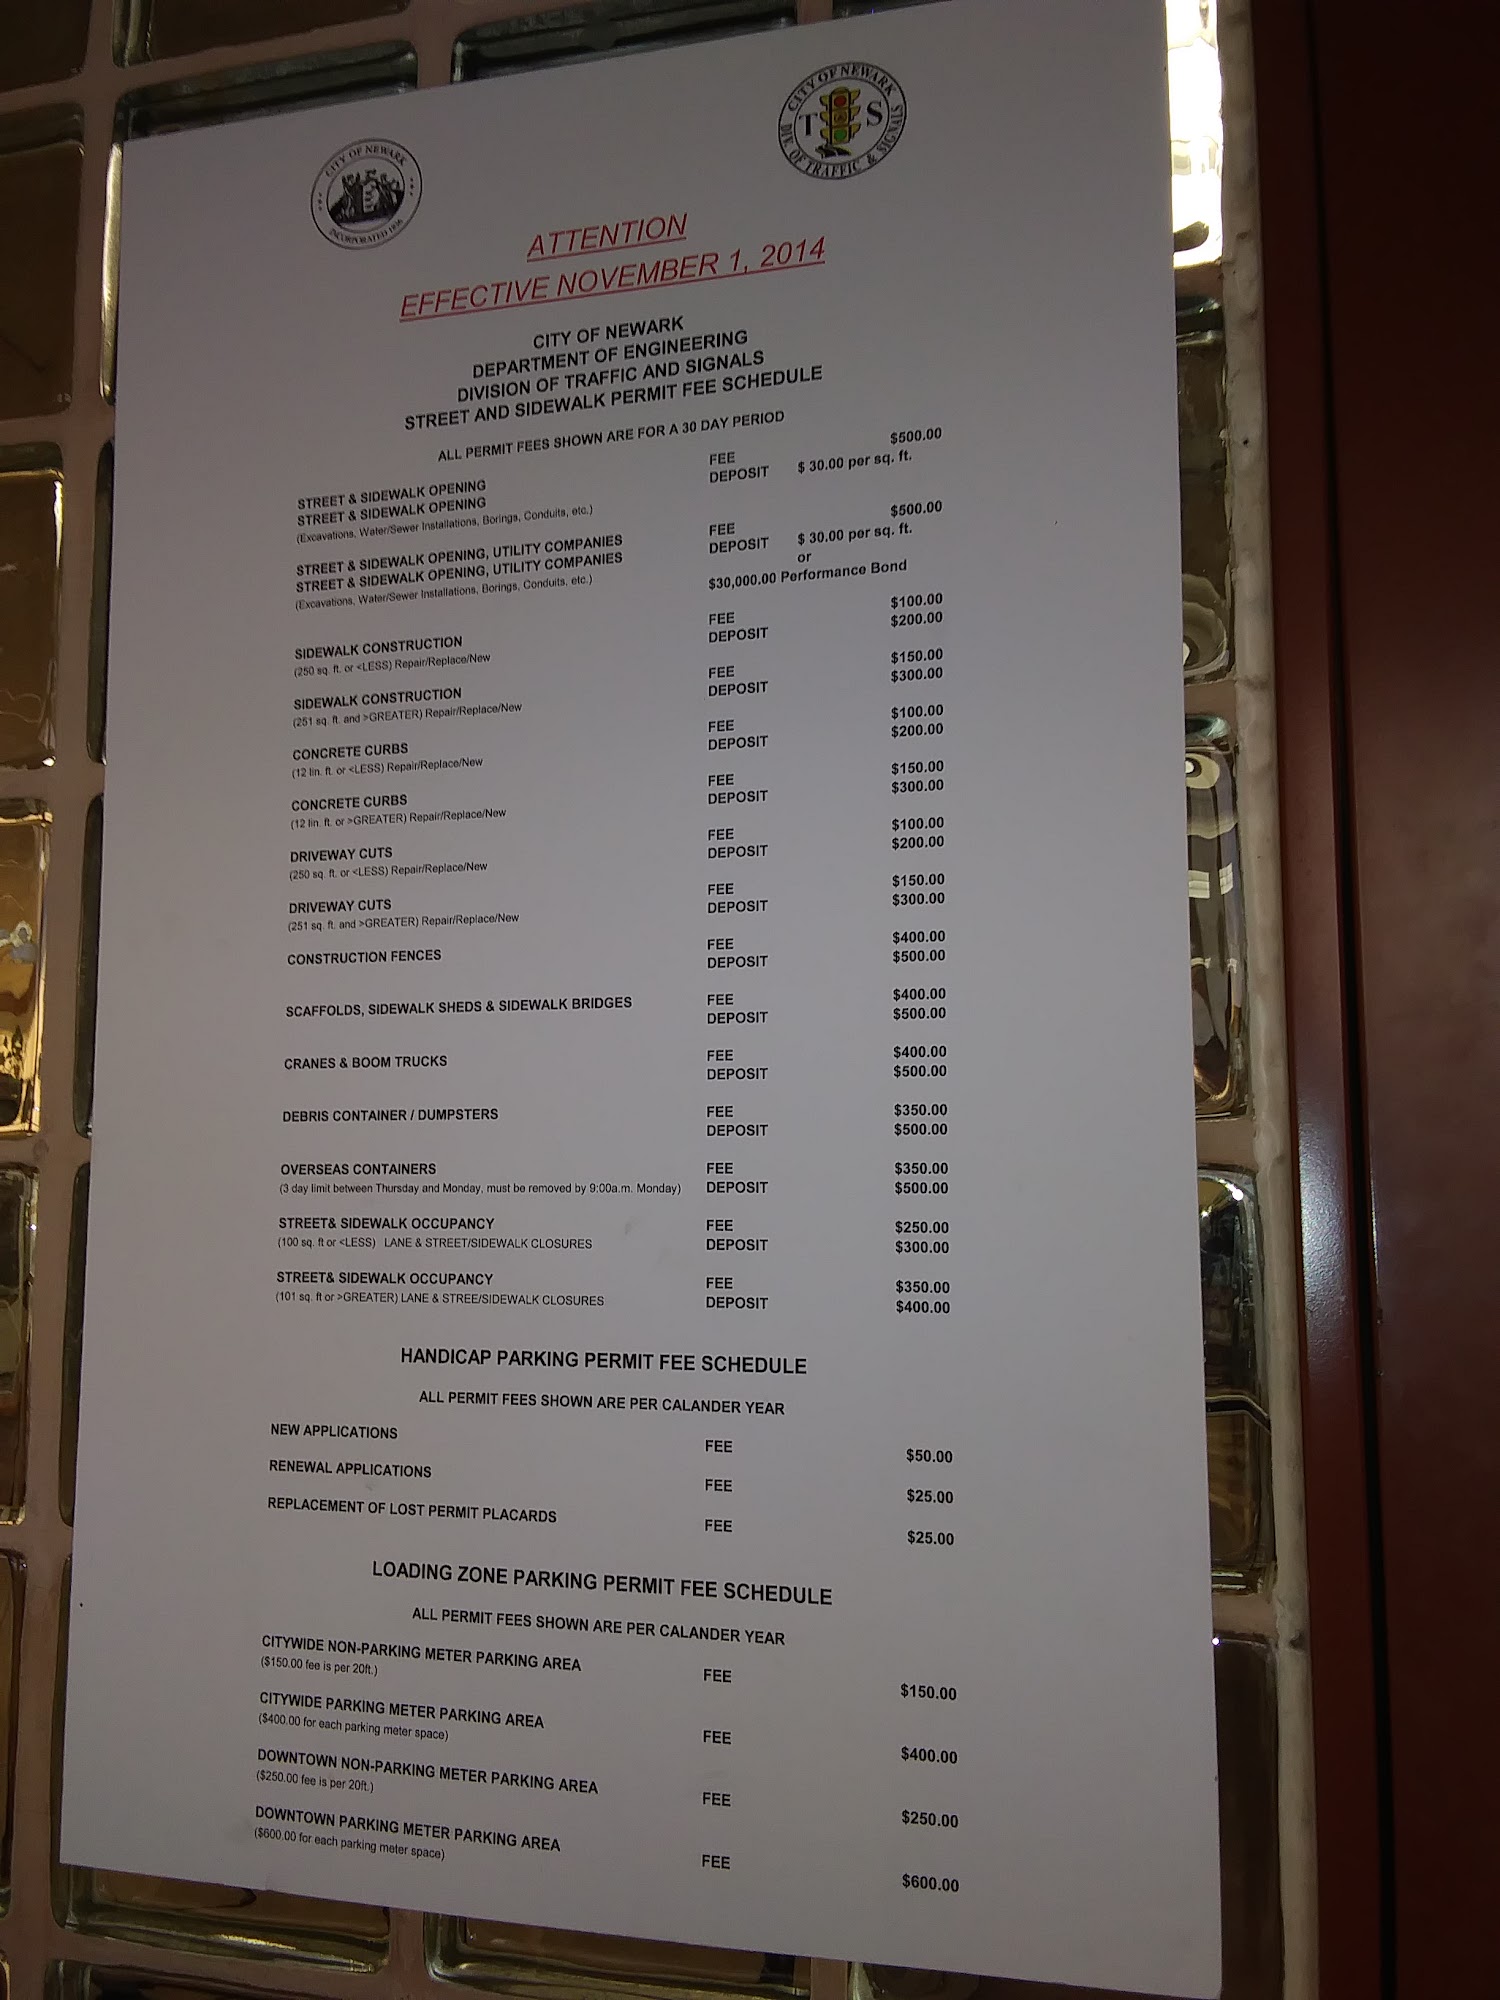 CITY OF NEWARK
INCORPORATED 1836
CITY OF NEWARK
T S
DIV. OF TRAFFIC & SIGNALS
ATTENTION
EFFECTIVE NOVEMBER 1, 2014
CITY OF NEWARK
DEPARTMENT OF ENGINEERING
DIVISION OF TRAFFIC AND SIGNALS
STREET AND SIDEWALK PERMIT FEE SCHEDULE
ALL PERMIT FEES SHOWN ARE FOR A 30 DAY PERIOD
STREET & SIDEWALK OPENING FEE $500.00
STREET & SIDEWALK OPENING DEPOSIT $ 30.00 per sq. ft.
(Excavations, Water/Sewer Installations, Borings, Conduits, etc.)
STREET & SIDEWALK OPENING, UTILITY COMPANIES FEE $500.00
STREET & SIDEWALK OPENING, UTILITY COMPANIES DEPOSIT $ 30.00 per sq. ft.
(Excavations, Water/Sewer Installations, Borings, Conduits, etc.) or
$30,000.00 Performance Bond
SIDEWALK CONSTRUCTION FEE $100.00
(250 sq. ft. or <LESS) Repair/Replace/New DEPOSIT $200.00
SIDEWALK CONSTRUCTION FEE $150.00
(251 sq. ft. and >GREATER) Repair/Replace/New DEPOSIT $300.00
CONCRETE CURBS FEE $100.00
(12 lin. ft. or <LESS) Repair/Replace/New DEPOSIT $200.00
CONCRETE CURBS FEE $150.00
(12 lin. ft. or >GREATER) Repair/Replace/New DEPOSIT $300.00
DRIVEWAY CUTS FEE $100.00
(250 sq. ft. or <LESS) Repair/Replace/New DEPOSIT $200.00
DRIVEWAY CUTS FEE $150.00
(251 sq. ft. and >GREATER) Repair/Replace/New DEPOSIT $300.00
CONSTRUCTION FENCES FEE $400.00
DEPOSIT $500.00
SCAFFOLDS, SIDEWALK SHEDS & SIDEWALK BRIDGES FEE $400.00
DEPOSIT $500.00
CRANES & BOOM TRUCKS FEE $400.00
DEPOSIT $500.00
DEBRIS CONTAINER / DUMPSTERS FEE $350.00
DEPOSIT $500.00
OVERSEAS CONTAINERS FEE $350.00
(3 day limit between Thursday and Monday, must be removed by 9:00a.m. Monday) DEPOSIT $500.00
STREET& SIDEWALK OCCUPANCY FEE $250.00
(100 sq. ft or <LESS) LANE & STREET/SIDEWALK CLOSURES DEPOSIT $300.00
STREET& SIDEWALK OCCUPANCY FEE $350.00
(101 sq. ft or >GREATER) LANE & STREE/SIDEWALK CLOSURES DEPOSIT $400.00
HANDICAP PARKING PERMIT FEE SCHEDULE
ALL PERMIT FEES SHOWN ARE PER CALANDER YEAR
NEW APPLICATIONS FEE $50.00
RENEWAL APPLICATIONS FEE $25.00
REPLACEMENT OF LOST PERMIT PLACARDS FEE $25.00
LOADING ZONE PARKING PERMIT FEE SCHEDULE
ALL PERMIT FEES SHOWN ARE PER CALANDER YEAR
CITYWIDE NON-PARKING METER PARKING AREA FEE $150.00
($150.00 fee is per 20ft.)
CITYWIDE PARKING METER PARKING AREA FEE $400.00
($400.00 for each parking meter space)
DOWNTOWN NON-PARKING METER PARKING AREA FEE $250.00
($250.00 fee is per 20ft.)
DOWNTOWN PARKING METER PARKING AREA FEE $600.00
($600.00 for each parking meter space)